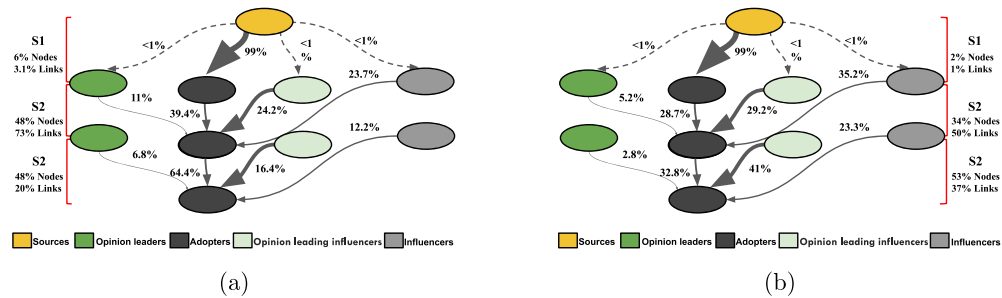 S1
6% Nodes
3.1% Links
<1%
99%
<1
%
<1%
23.7%
11%
39.4%
24.2%
S2
48% Nodes
73% Links
12.2%
6.8%
64.4%
16.4%
S2
48% Nodes
20% Links
Sources
Opinion leaders
Adopters
Opinion leading influencers
Influencers
(a)
<1%
99%
<1
%
<1%
S1
2% Nodes
1% Links
35.2%
5.2%
28.7%
29.2%
S2
34% Nodes
50% Links
23.3%
2.8%
32.8%
41%
S2
53% Nodes
37% Links
Sources
Opinion leaders
Adopters
Opinion leading influencers
Influencers
(b)